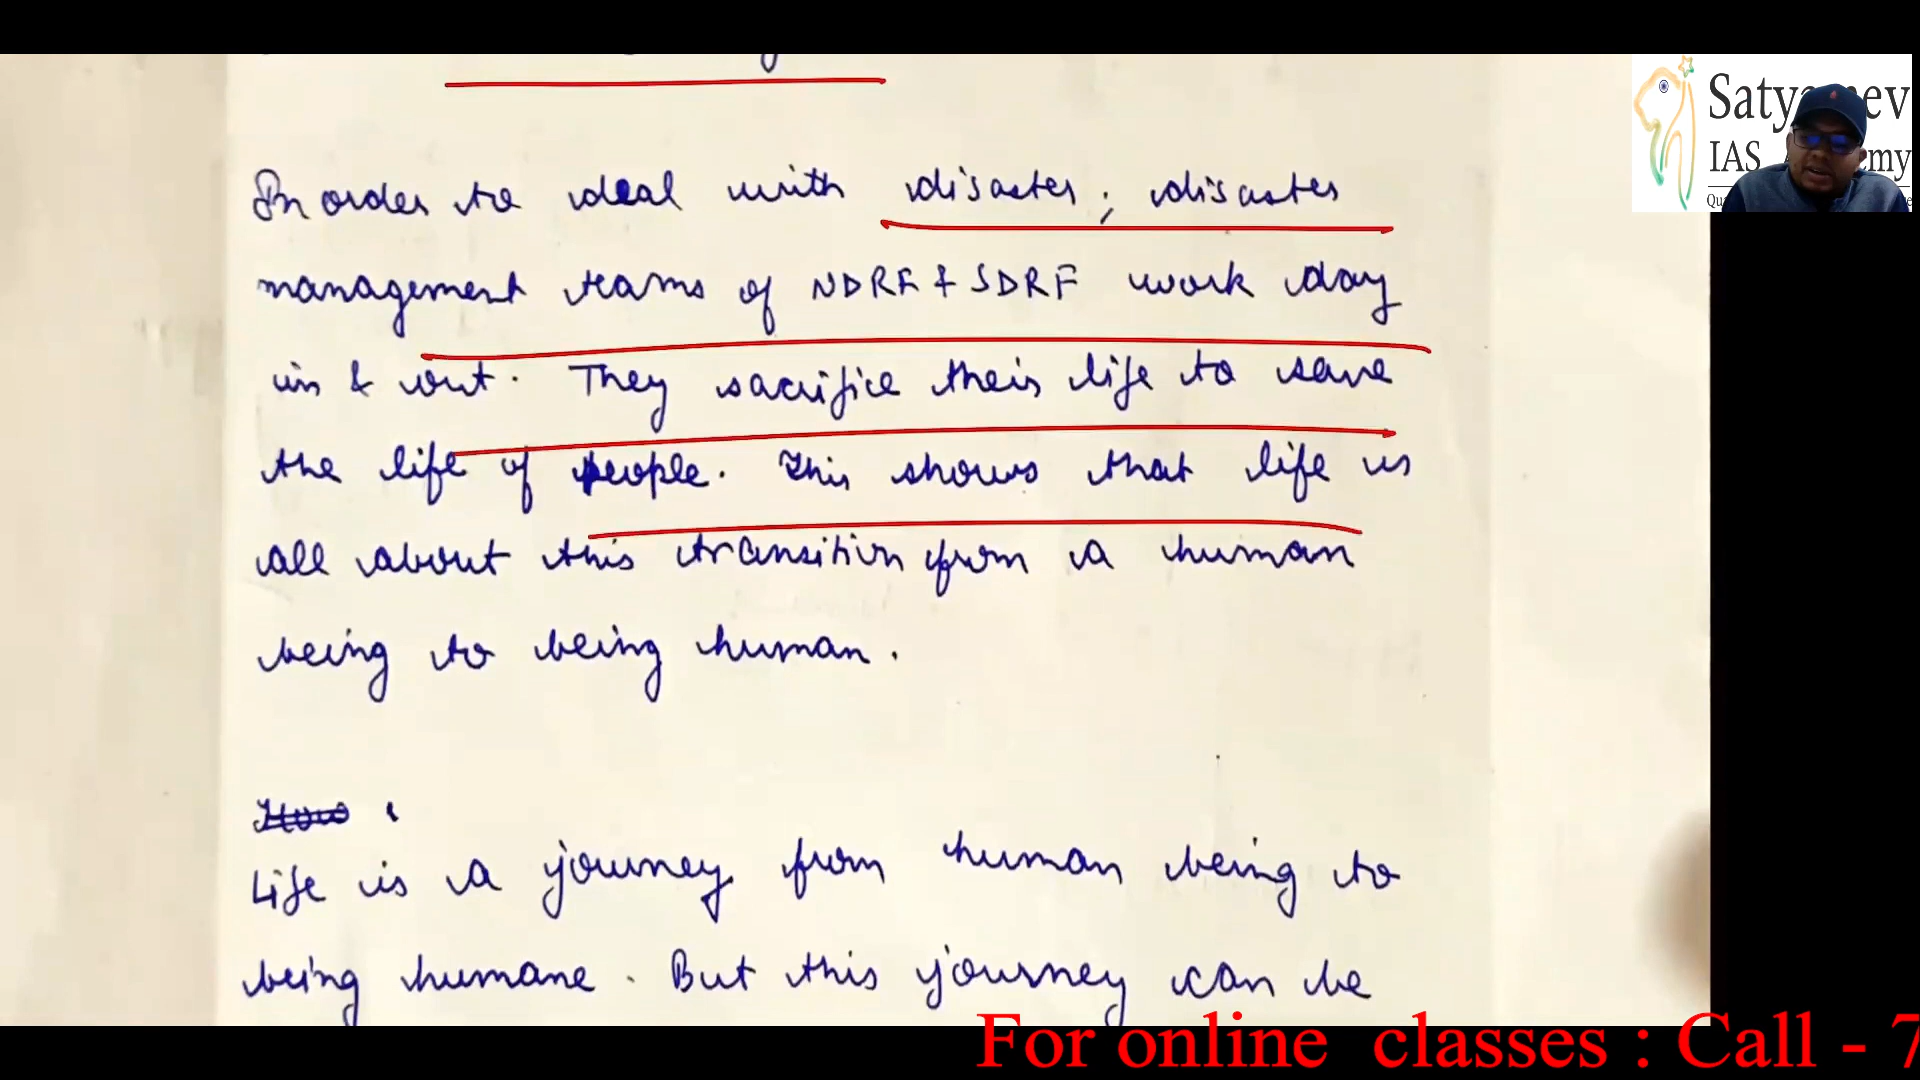 In order to deal with disaster, disaster
management teams of NDRF & SDRF work day
in & out. They sacrifice their life to save
the life of people. This shows that life is
all about this transition from a human
being to being human.
How
Life is a journey from human being to
being humane. But this journey can be
IAS
For online classes : Call - 7